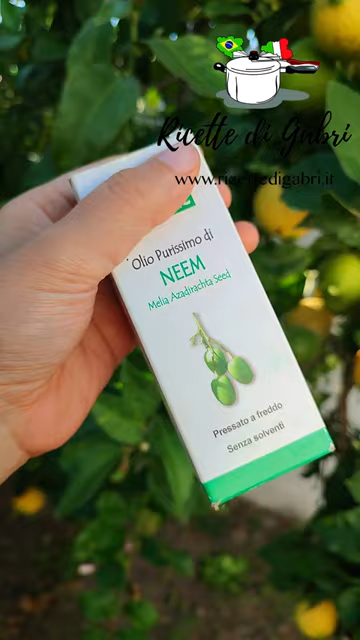 Ricette di Gabri
www.ricettedigabri.it
Olio Purissimo di
NEEM
Melia Azadirachta Seed
Pressato a freddo
Senza solventi